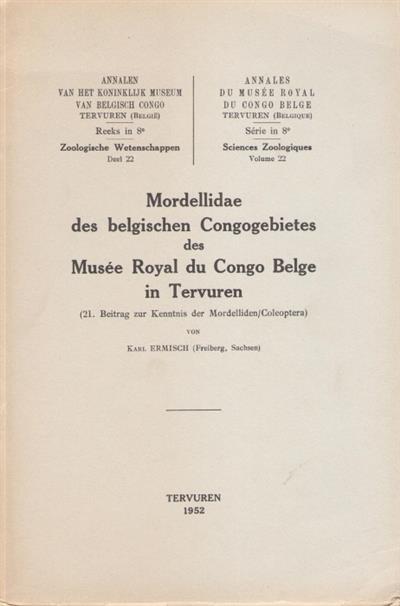 ANNALEN
VAN HET KONINKLIJK MUSEUM
VAN BELGISCH CONGO
TERVUREN (BELGIË)
Reeks in 8°
Zoologische Wetenschappen
Deel 22
ANNALES
DU MUSÉE ROYAL
DU CONGO BELGE
TERVUREN (BELGIQUE)
Série in 8°
Sciences Zoologiques
Volume 22
Mordellidae
des belgischen Congogebietes
des
Musée Royal du Congo Belge
in Tervuren
(21. Beitrag zur Kenntnis der Mordelliden/Coleoptera)
VON
KARL ERMISCH (Freiberg, Sachsen)
TERVUREN
1952